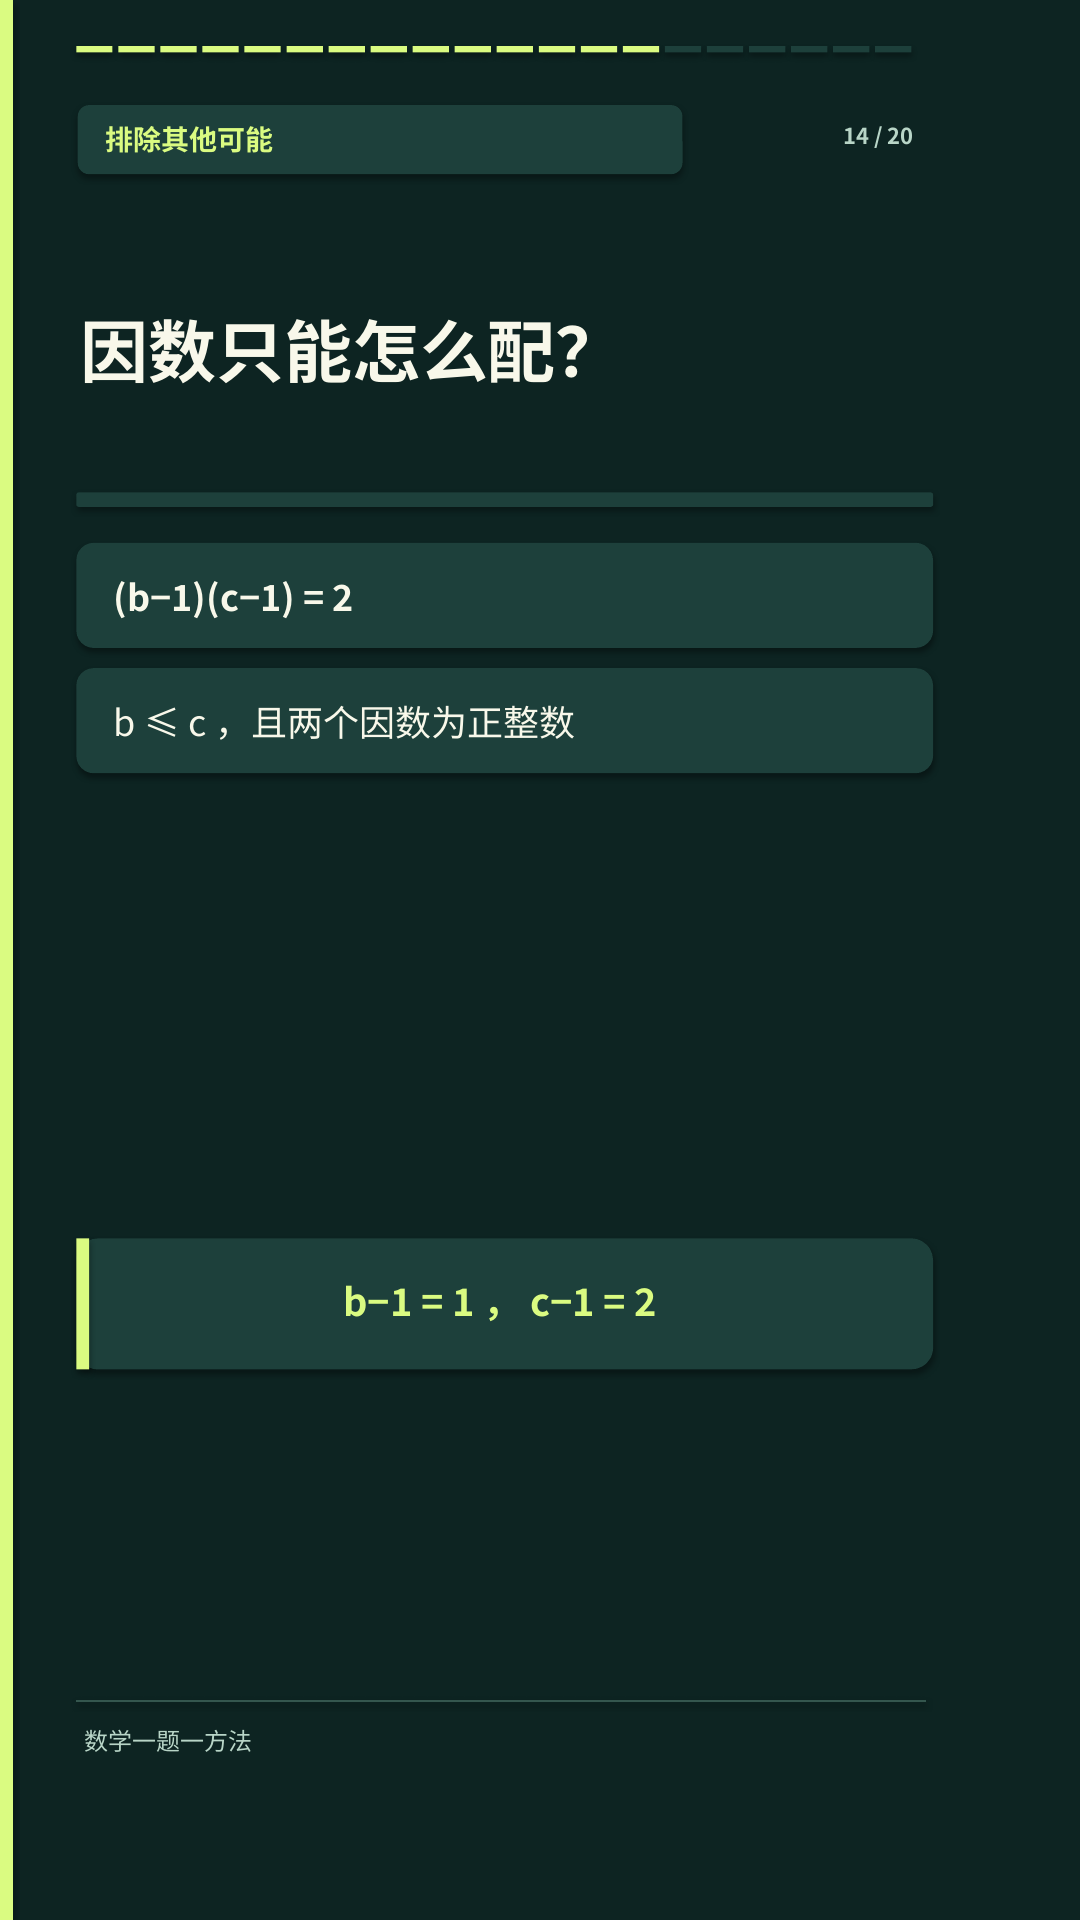 排除其他可能
14 / 20
因数只能怎么配？
(b−1)(c−1) = 2
b ⩽ c ，且两个因数为正整数
b−1 = 1 ， c−1 = 2
数学一题一方法